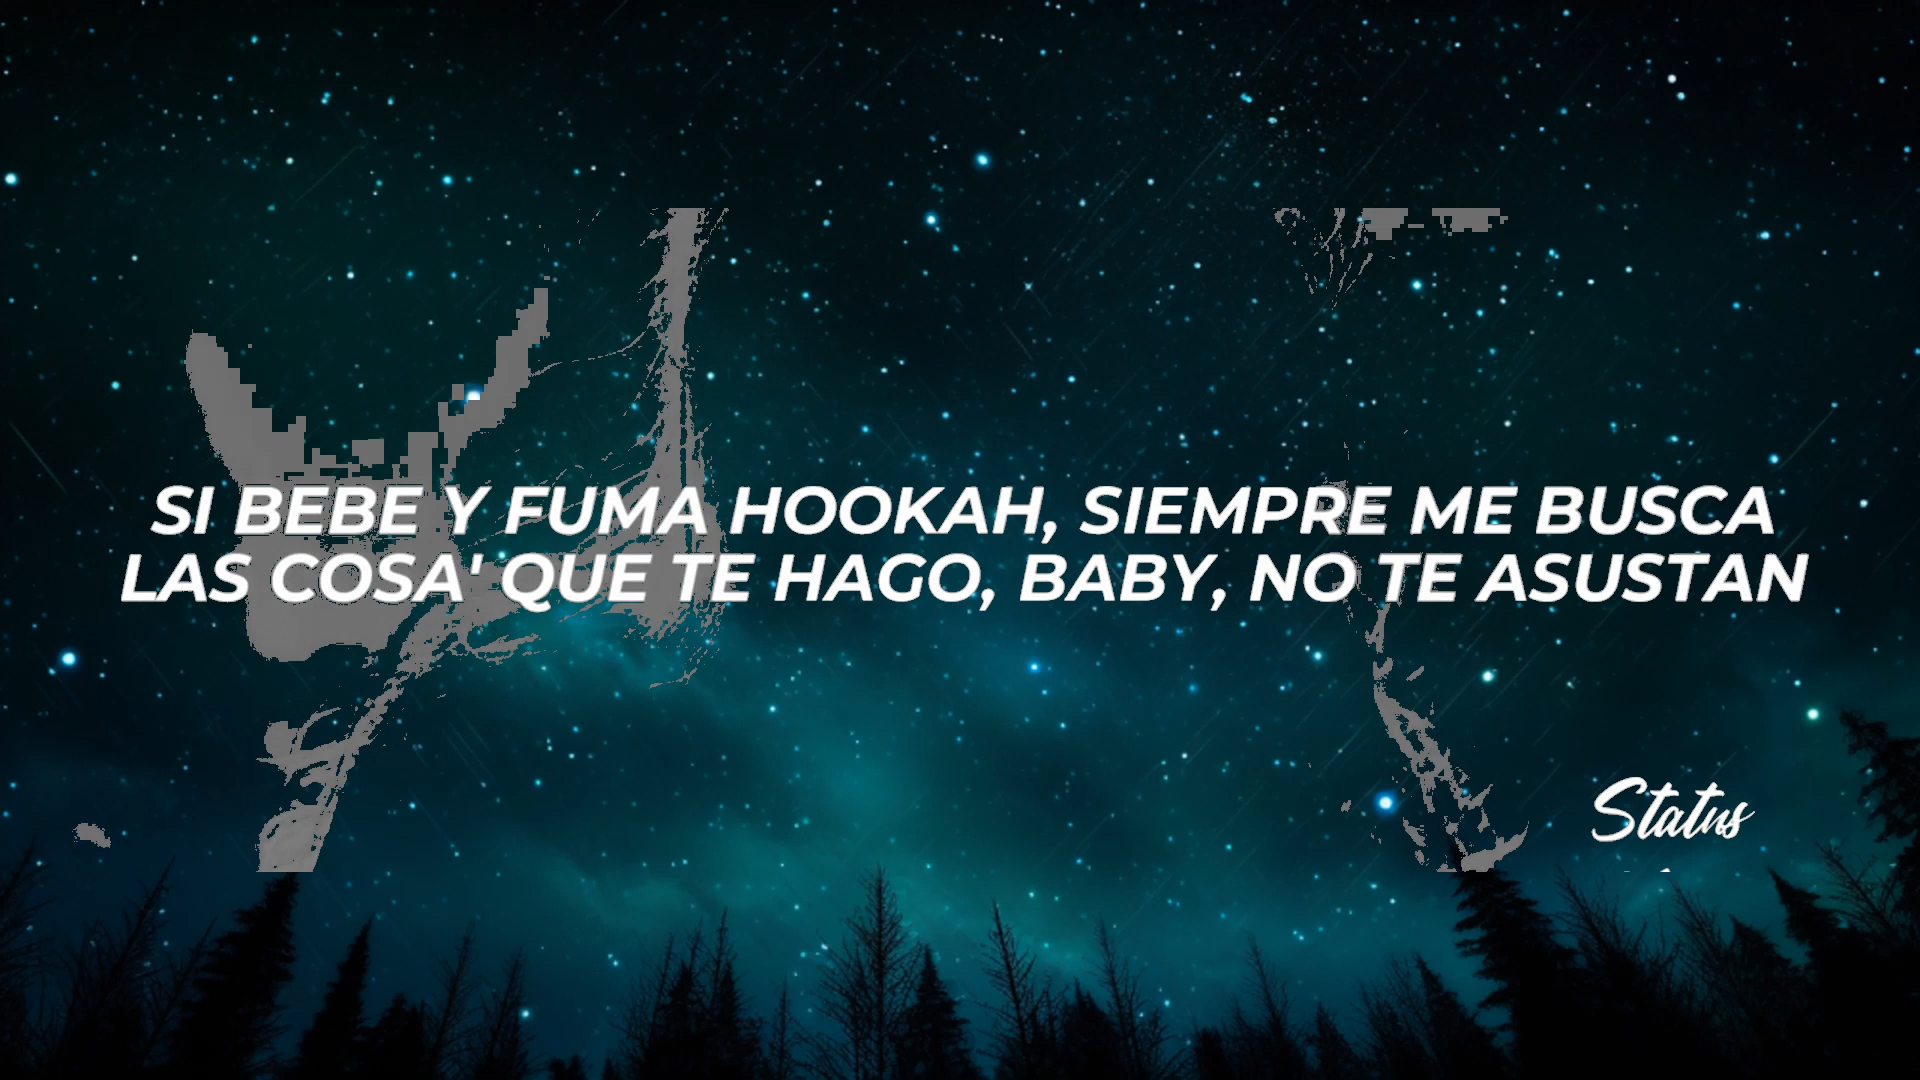 SI BEBE Y FUMA HOOKAH, SIEMPRE ME BUSCA
LAS COSA' QUE TE HAGO, BABY, NO TE ASUSTAN
Status